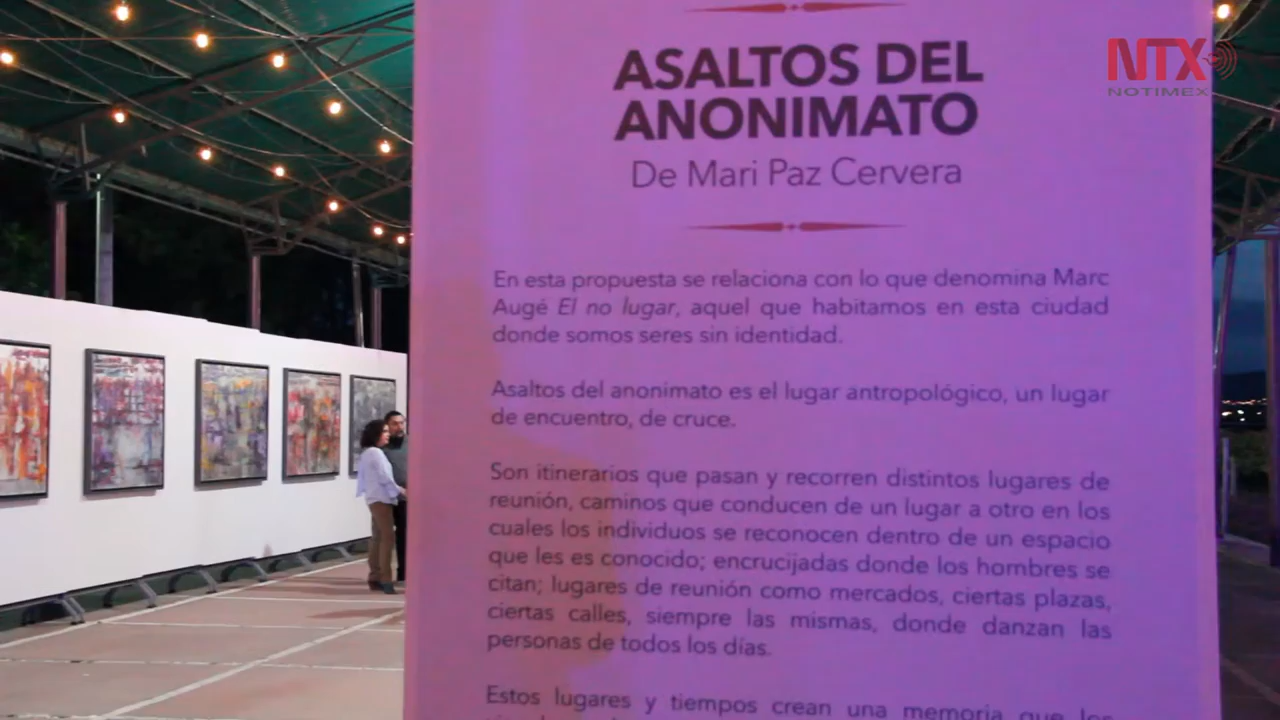 NTX
NOTIMEX
ASALTOS DEL
ANONIMATO
De Mari Paz Cervera
En esta propuesta se relaciona con lo que denomina Marc
Augé El no lugar, aquel que habitamos en esta ciudad
donde somos seres sin identidad.
Asaltos del anonimato es el lugar antropológico, un lugar
de encuentro, de cruce.
Son itinerarios que pasan y recorren distintos lugares de
reunión, caminos que conducen de un lugar a otro en los
cuales los individuos se reconocen dentro de un espacio
que les es conocido; encrucijadas donde los hombres se
citan; lugares de reunión como mercados, ciertas plazas,
ciertas calles, siempre las mismas, donde danzan las
personas de todos los días.
Estos lugares y tiempos crean una memoria que los